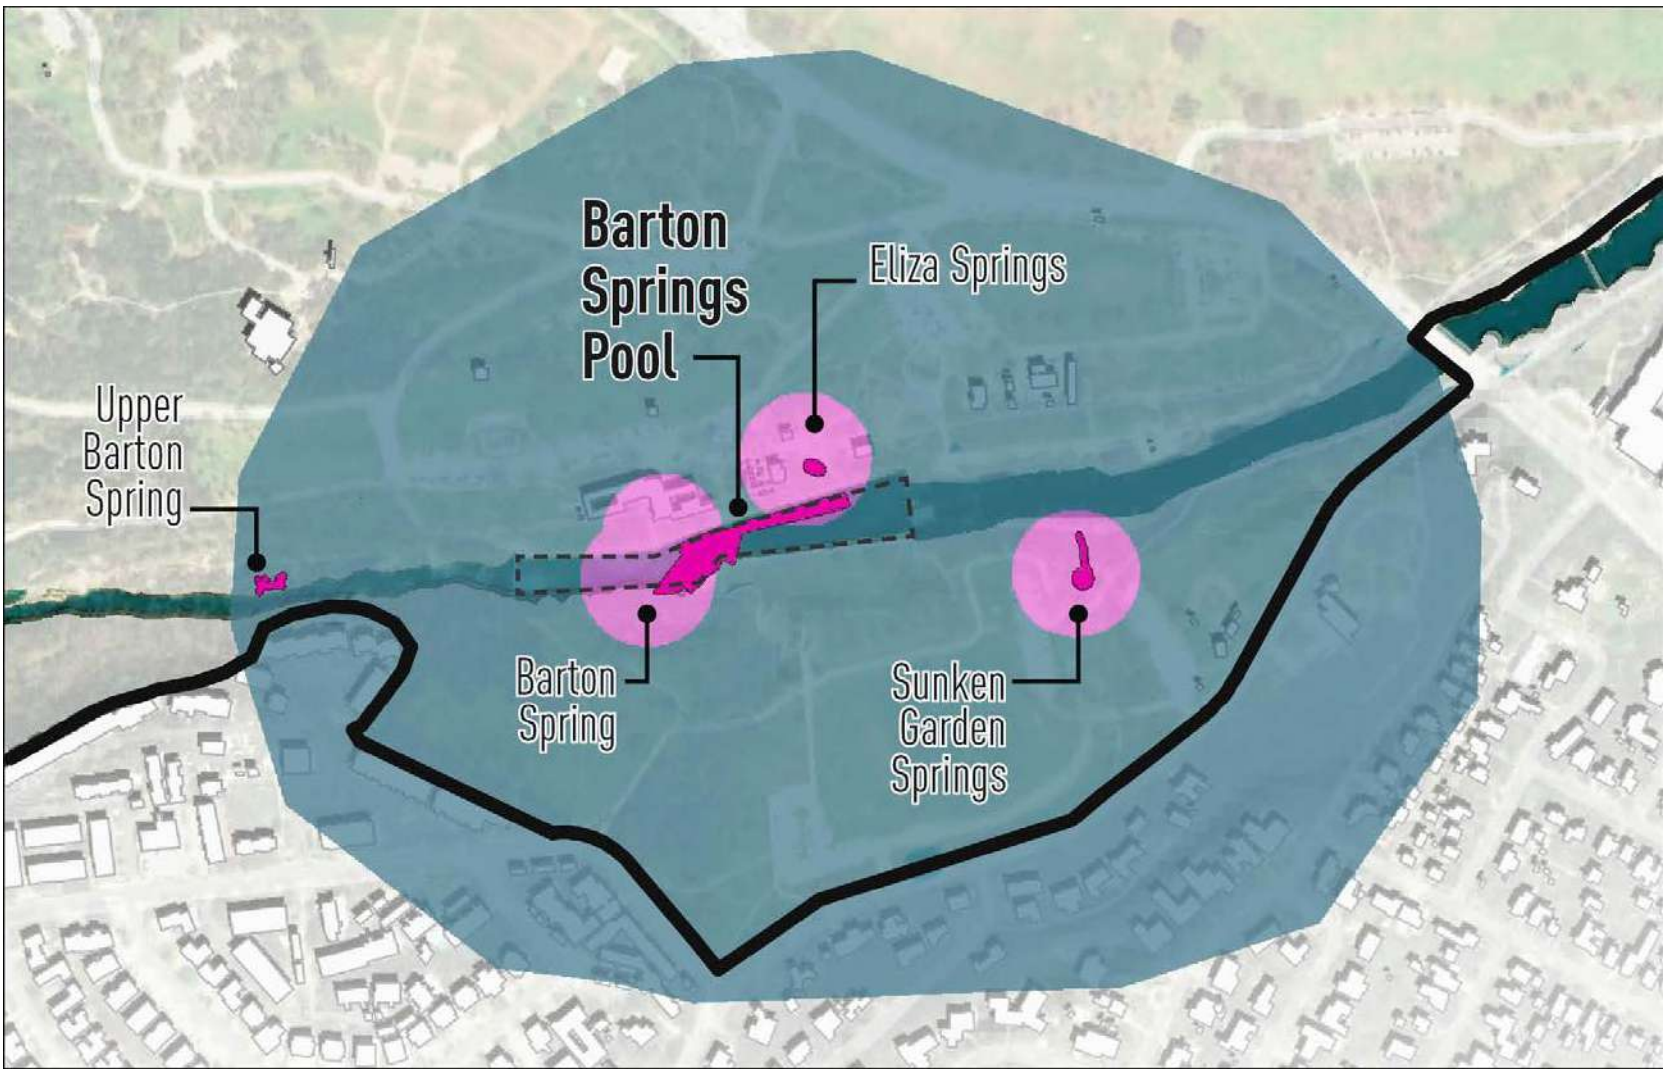 Barton
Springs
Pool
Eliza Springs
Upper
Barton
Spring
Barton
Spring
Sunken
Garden
Springs